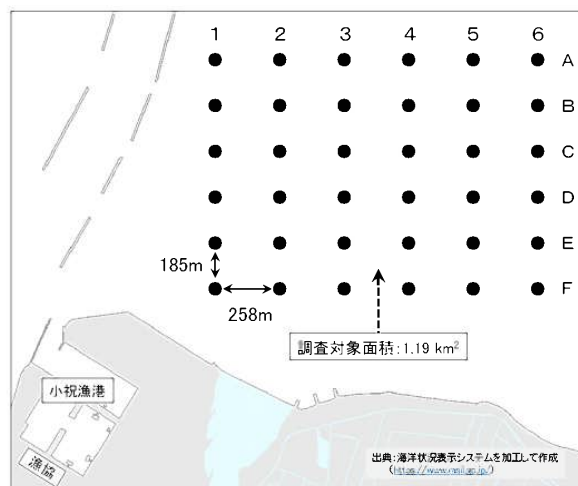 1 2 3 4 5 6
A
B
C
D
E
185m
F
258m
調査対象面積:1.19 km²
小祝漁港
漁協
出典:海洋状況表示システムを加工して作成
(https://www.msil.go.jp/)